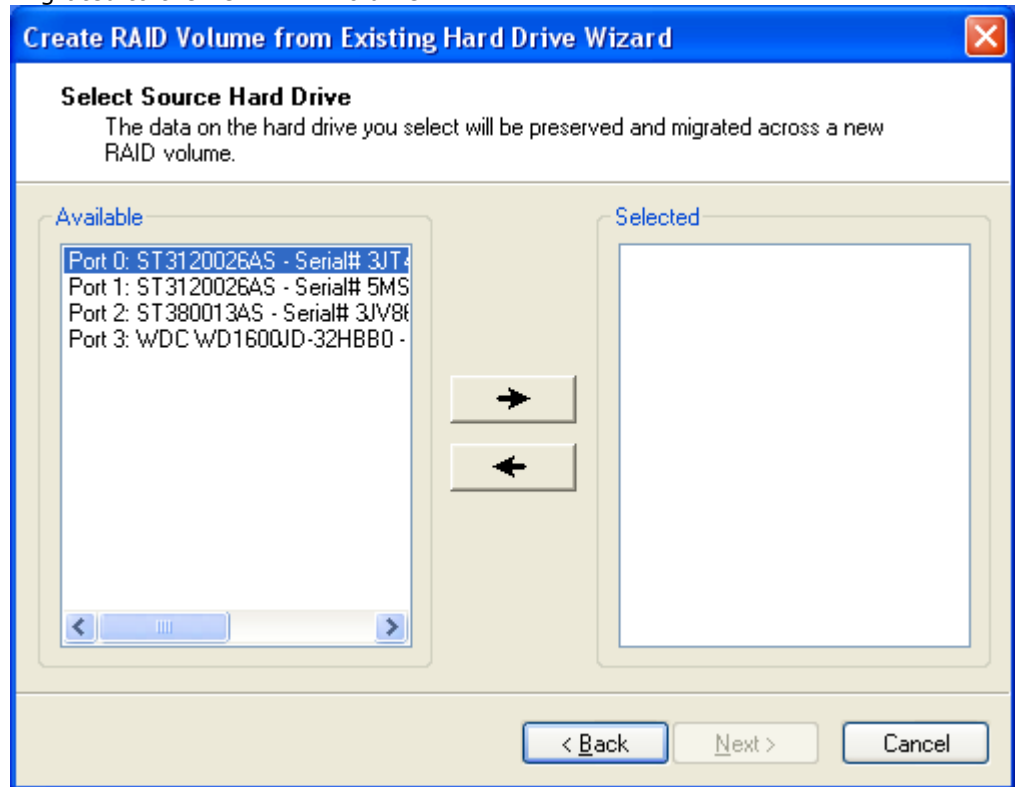 Create RAID Volume from Existing Hard Drive Wizard
Select Source Hard Drive
The data on the hard drive you select will be preserved and migrated across a new
RAID volume.
Available
Selected
Port 0: ST3120026AS - Serial# 3JT
Port 1: ST3120026AS - Serial# 5MS
Port 2: ST380013AS - Serial# 3JV8
Port 3: WDC WD1600JD-32HBB0 -
< Back
Next >
Cancel